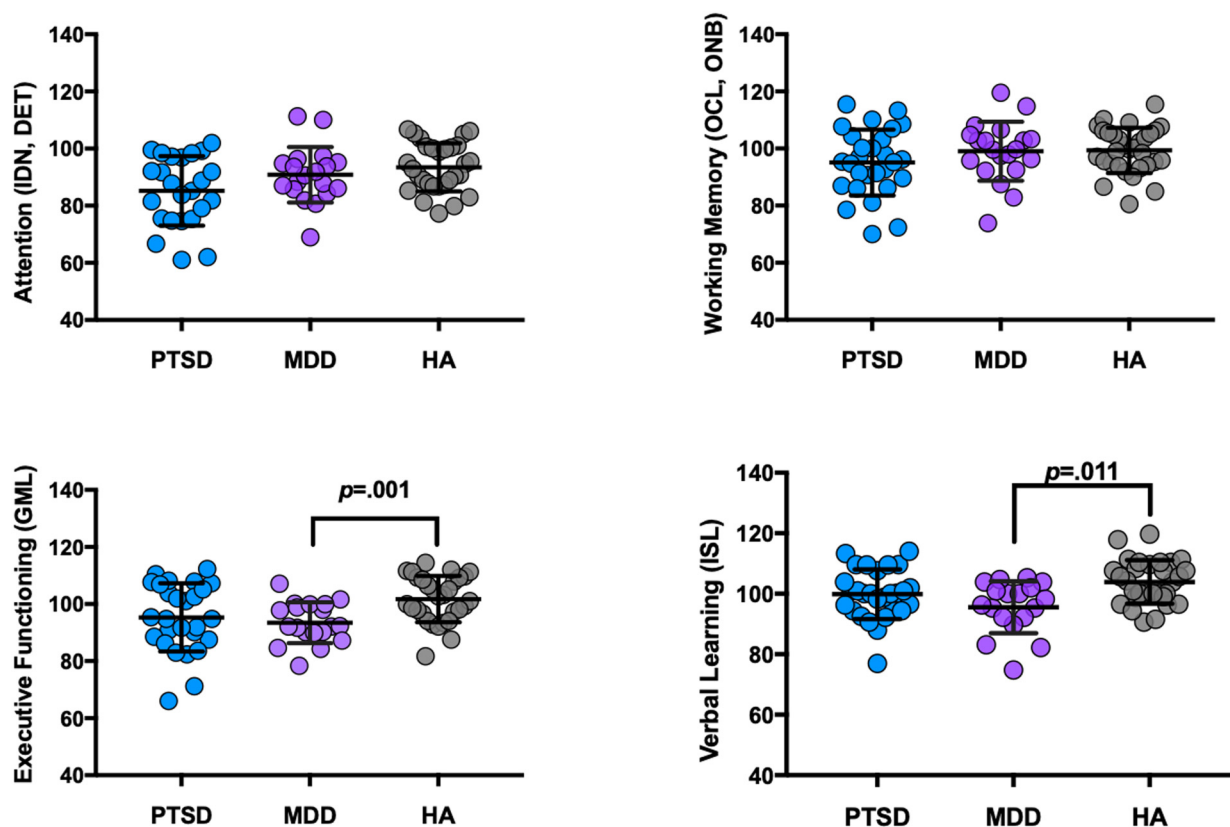 Attention (IDN, DET)
140
120
100
80
60
40
PTSD MDD HA
Working Memory (OCL, ONB)
140
120
100
80
60
40
PTSD MDD HA
Executive Functioning (GML)
140
120
100
80
60
40
p=.001
PTSD MDD HA
Verbal Learning (ISL)
140
120
100
80
60
40
p=.011
PTSD MDD HA